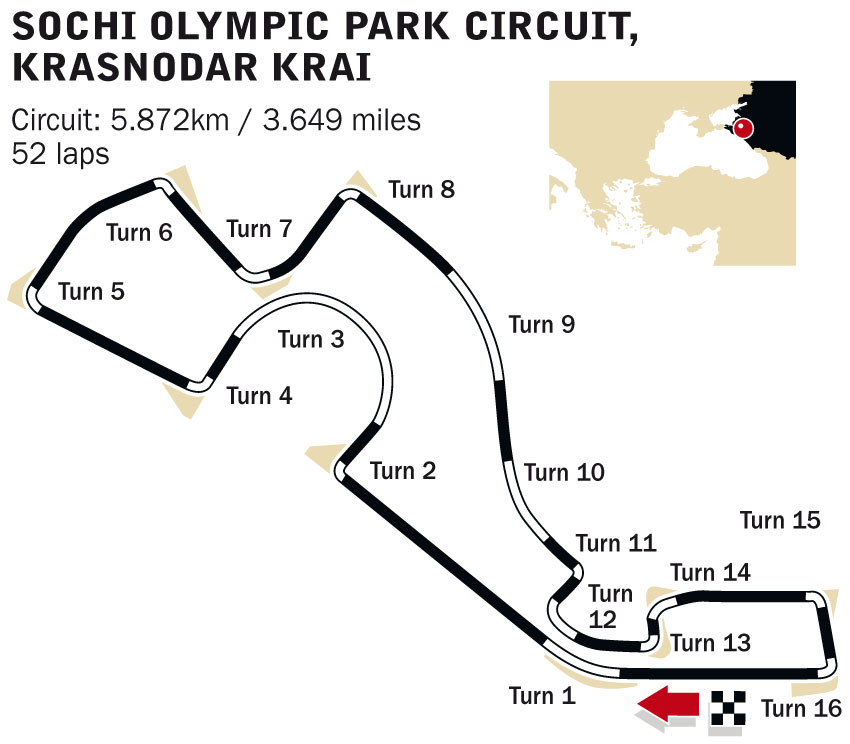 SOCHI OLYMPIC PARK CIRCUIT,
KRASNODAR KRAI
Circuit: 5.872km / 3.649 miles
52 laps
Turn 8
Turn 6
Turn 7
Turn 5
Turn 9
Turn 3
Turn 4
Turn 2
Turn 10
Turn 15
Turn 11
Turn 14
Turn
12
Turn 13
Turn 1
Turn 16